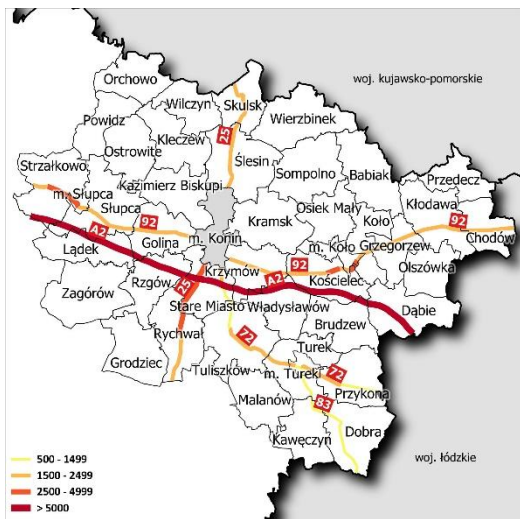 Orchowo
woj. kujawsko-pomorskie
Wilczyn
Skulsk
Powidz
Wierzbinek
Kleczew
25
Ostrowite
Ślesin
Strzałkowo
Sompolno
Babiak
Przedecz
Kazimierz Biskupi
m. Słupca
Słupca
Osiek Mały
Kłodawa
Kramsk
Koło
92
92
A2
Golina
m. Konin
m. Koło
Grzegorzew
Chodów
Lądek
92
Olszówka
Krzymów
A2
Kościelec
Zagórów
Rzgów
25
Stare Miasto
Władysławów
Dąbie
Brudzew
Rychwał
72
Turek
Grodziec
Tuliszków
m. Turek
72
Przykona
Malanów
83
Dobra
Kawęczyn
500 - 1499
1500 - 2499
2500 - 4999
> 5000
woj. łódzkie